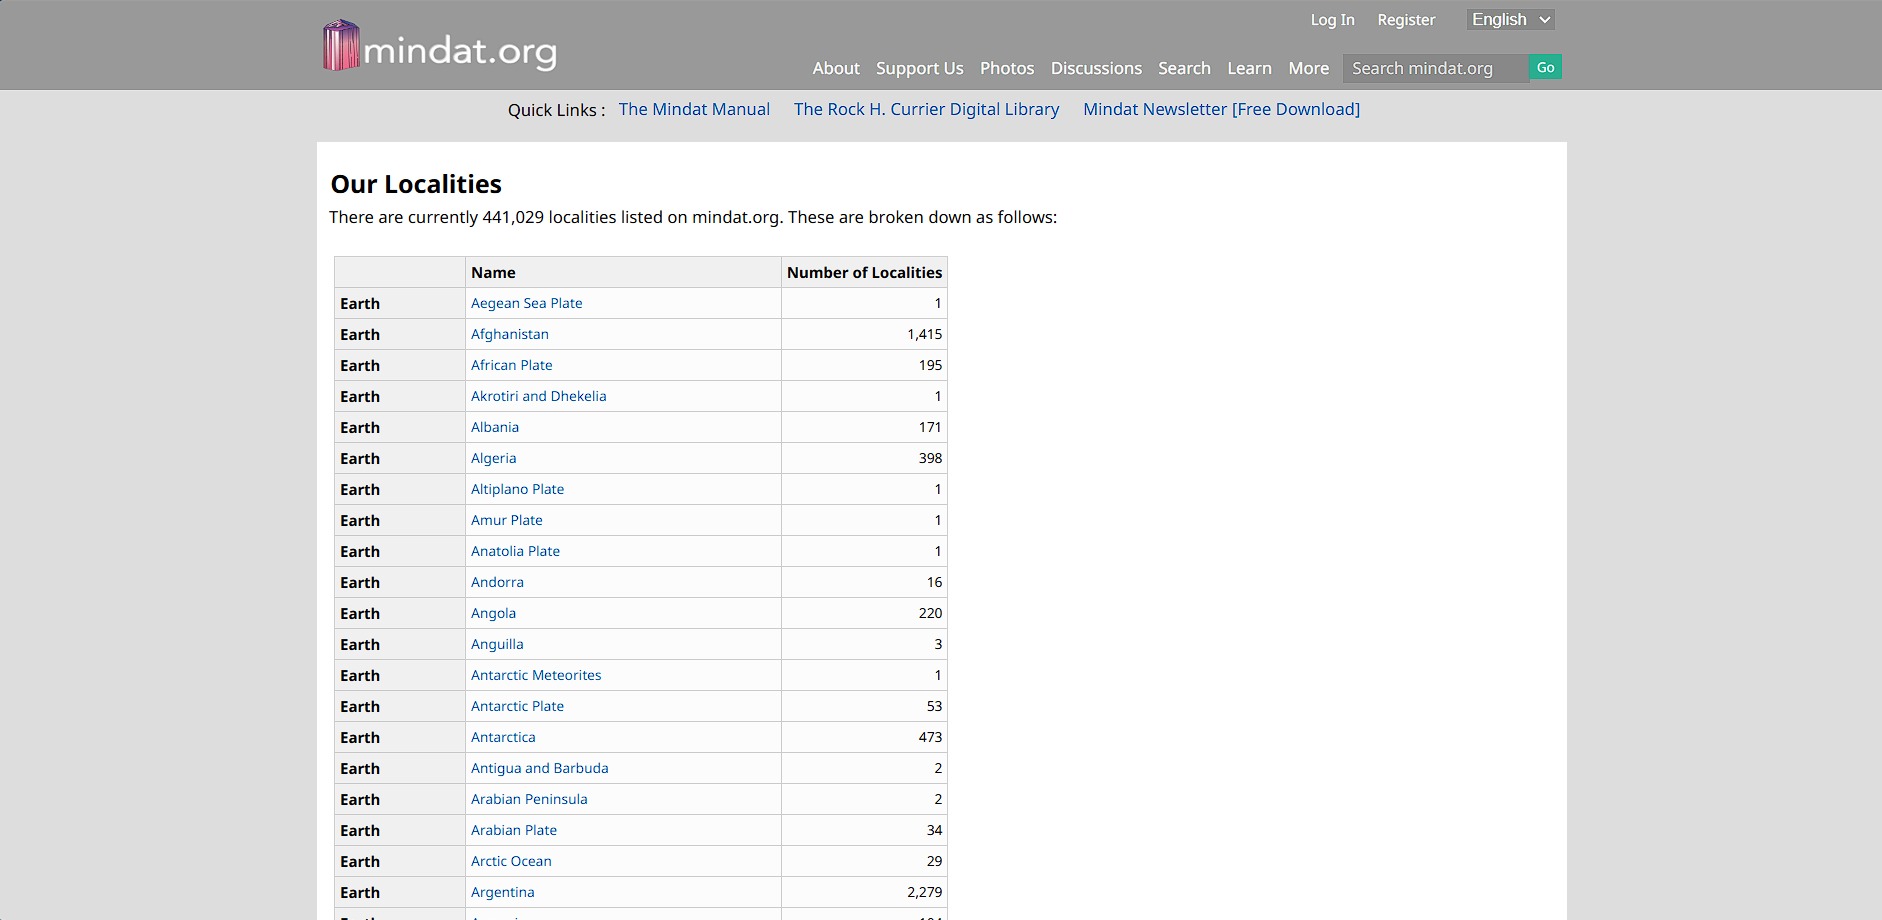 mindat.org
Log In Register English
About Support Us Photos Discussions Search Learn More Search mindat.org Go
Quick Links : The Mindat Manual The Rock H. Currier Digital Library Mindat Newsletter [Free Download]
Our Localities
There are currently 441,029 localities listed on mindat.org. These are broken down as follows:
Name Number of Localities
Earth Aegean Sea Plate 1
Earth Afghanistan 1,415
Earth African Plate 195
Earth Akrotiri and Dhekelia 1
Earth Albania 171
Earth Algeria 398
Earth Altiplano Plate 1
Earth Amur Plate 1
Earth Anatolia Plate 1
Earth Andorra 16
Earth Angola 220
Earth Anguilla 3
Earth Antarctic Meteorites 1
Earth Antarctic Plate 53
Earth Antarctica 473
Earth Antigua and Barbuda 2
Earth Arabian Peninsula 2
Earth Arabian Plate 34
Earth Arctic Ocean 29
Earth Argentina 2,279